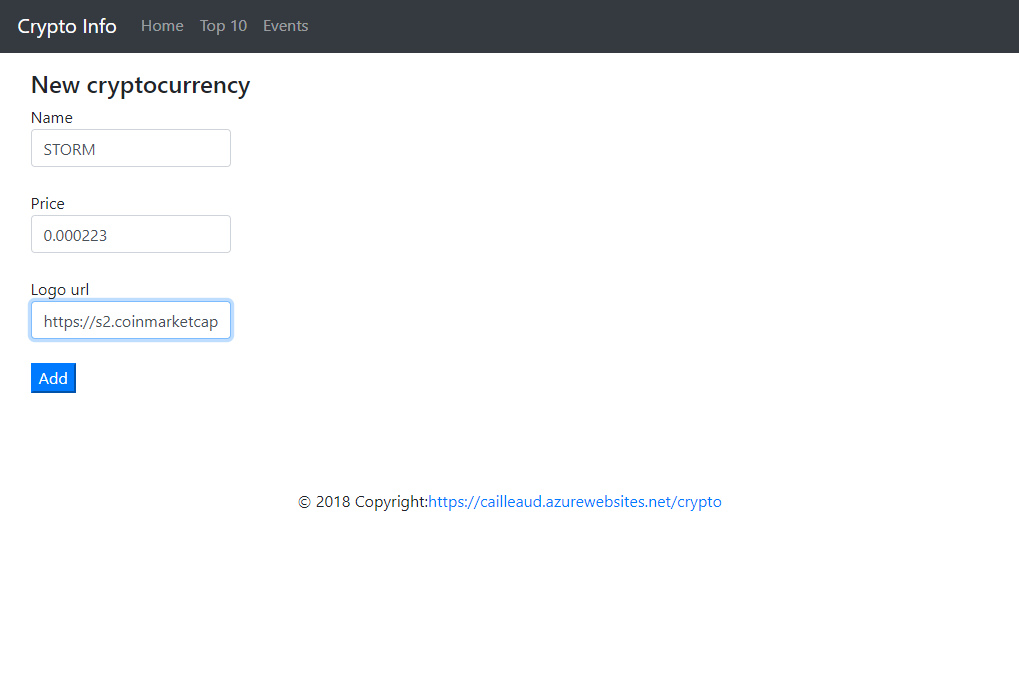 Crypto Info Home Top 10 Events
New cryptocurrency
Name
STORM
Price
0.000223
Logo url
https://s2.coinmarketcap
Add
© 2018 Copyright:https://cailleaud.azurewebsites.net/crypto